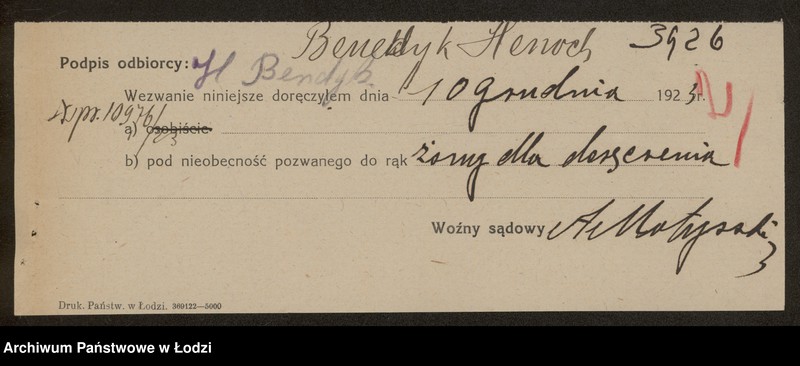 Benedyk Henoch 3926
Podpis odbiorcy: H Bendyk
Wezwanie niniejsze doręczyłem dnia 10 Grudnia 1923 r.
a) osobiście
b) pod nieobecność pozwanego do rąk żony dla doręczenia
Woźny sądowy
Druk. Państw. w Łodzi. 369122—5000
Archiwum Państwowe w Łodzi